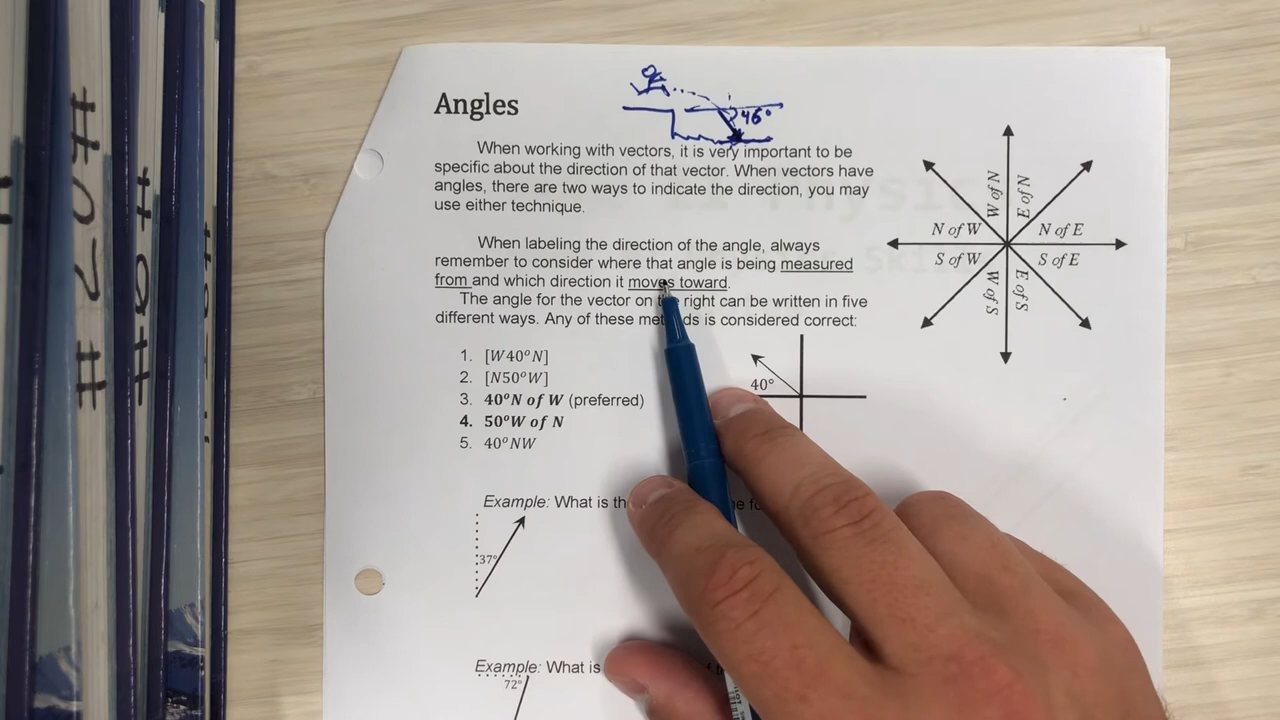 Angles
46°
When working with vectors, it is very important to be
specific about the direction of that vector. When vectors have
angles, there are two ways to indicate the direction, you may
use either technique.
When labeling the direction of the angle, always
remember to consider where that angle is being measured
from and which direction it moves toward.
The angle for the vector on the right can be written in five
different ways. Any of these is considered correct:
1. [W40°N]
2. [N50°W]
3. 40°N of W (preferred)
4. 50°W of N
5. 40°NW
40°
Example: What is
37°
Example: What is
72°
W of N
N of E
N of W
N of E
S of W
S of E
W of S
E of S
#02
#01